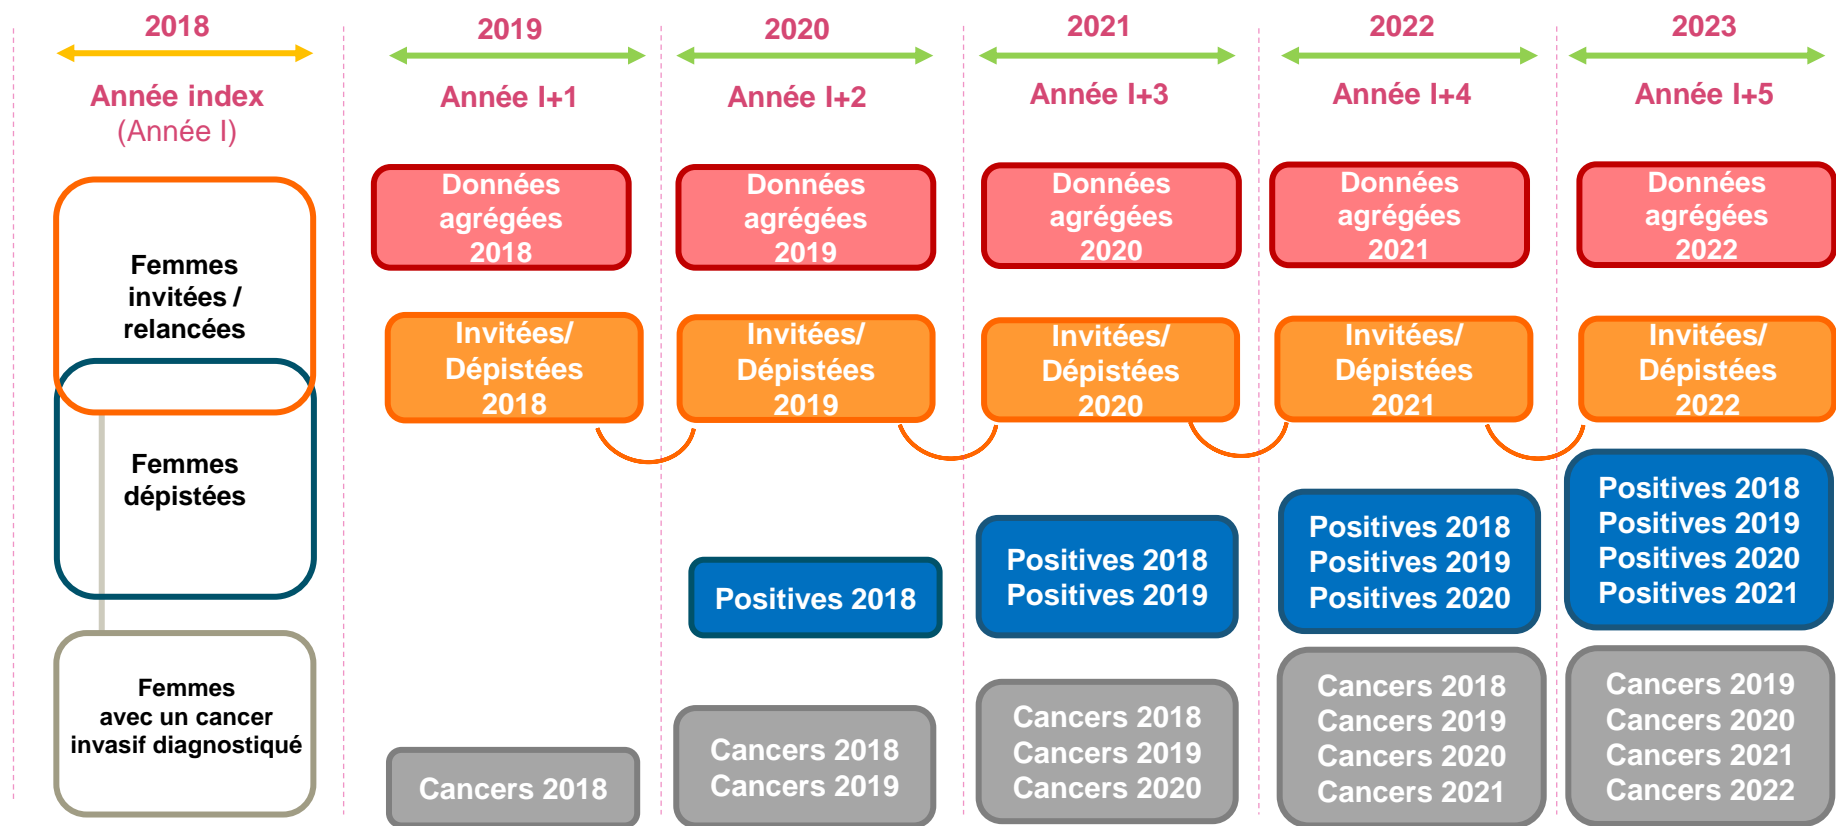 2018
2019
2020
2021
2022
2023
Année index
(Année I)
Année I+1
Année I+2
Année I+3
Année I+4
Année I+5
Femmes
invitées /
relancées
Femmes
dépistées
Femmes
avec un cancer
invasif diagnostiqué
Données
agrégées
2018
Données
agrégées
2019
Données
agrégées
2020
Données
agrégées
2021
Données
agrégées
2022
Invitées/
Dépistées
2018
Invitées/
Dépistées
2019
Invitées/
Dépistées
2020
Invitées/
Dépistées
2021
Invitées/
Dépistées
2022
Positives 2018
Positives 2018
Positives 2019
Positives 2018
Positives 2019
Positives 2020
Positives 2018
Positives 2019
Positives 2020
Positives 2021
Cancers 2018
Cancers 2018
Cancers 2019
Cancers 2018
Cancers 2019
Cancers 2020
Cancers 2018
Cancers 2019
Cancers 2020
Cancers 2021
Cancers 2019
Cancers 2020
Cancers 2021
Cancers 2022